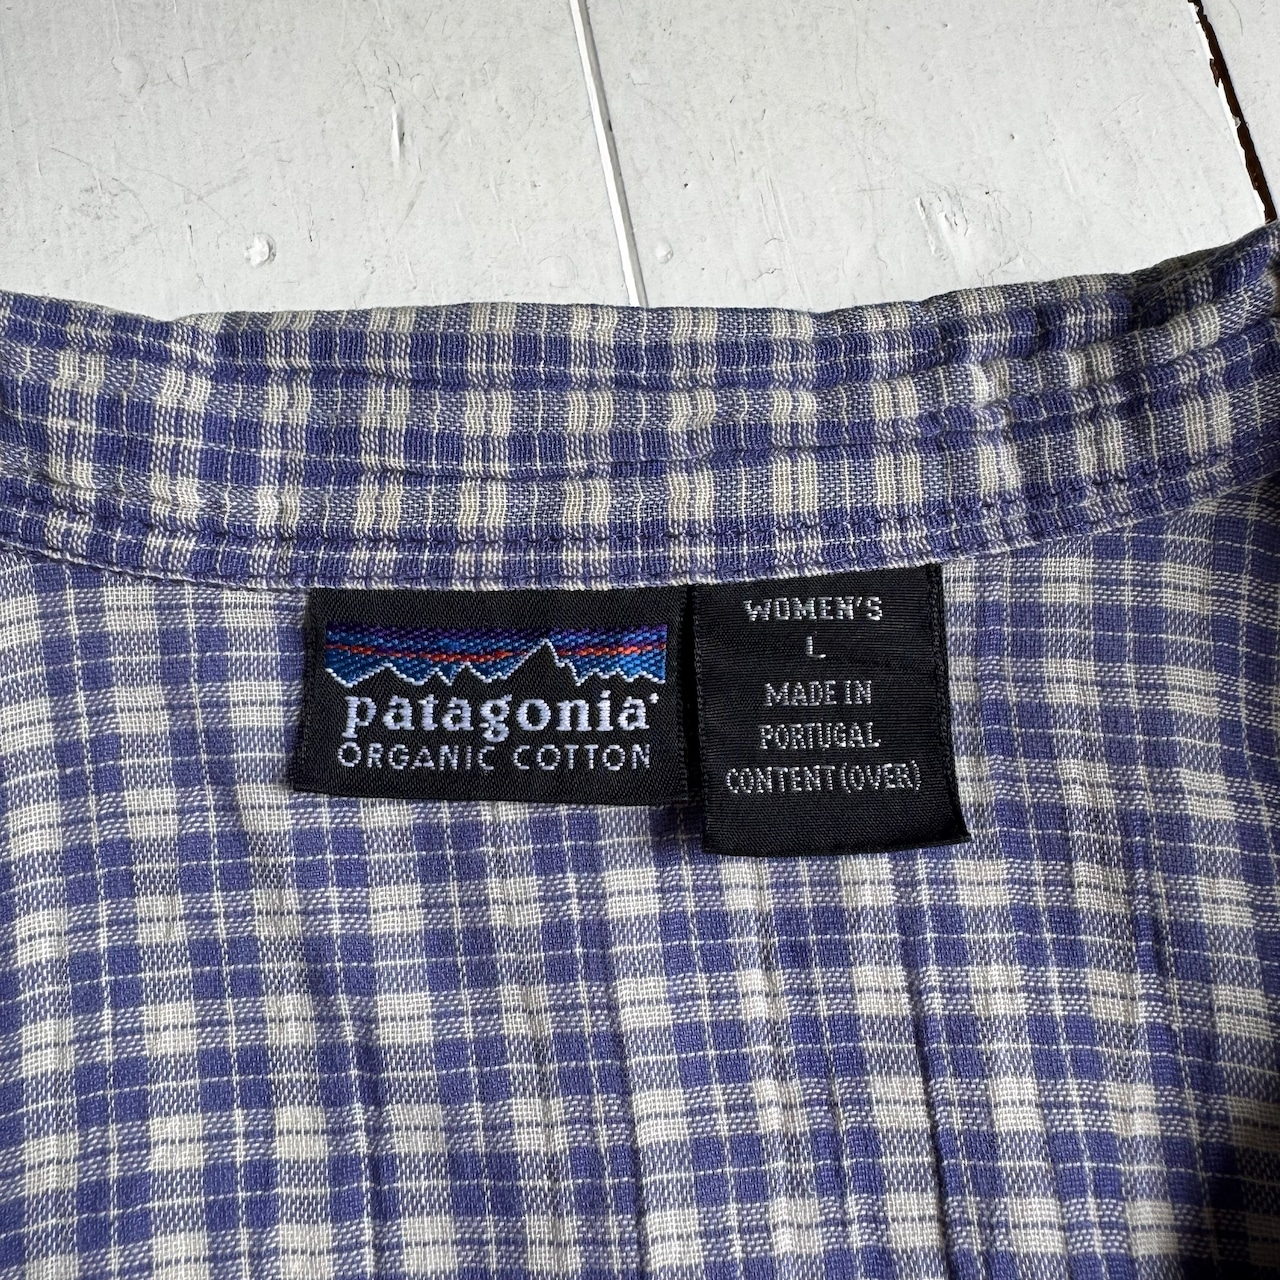 patagonia
ORGANIC COTTON
WOMEN'S
L
MADE IN
PORTUGAL
CONTENT (OVER)